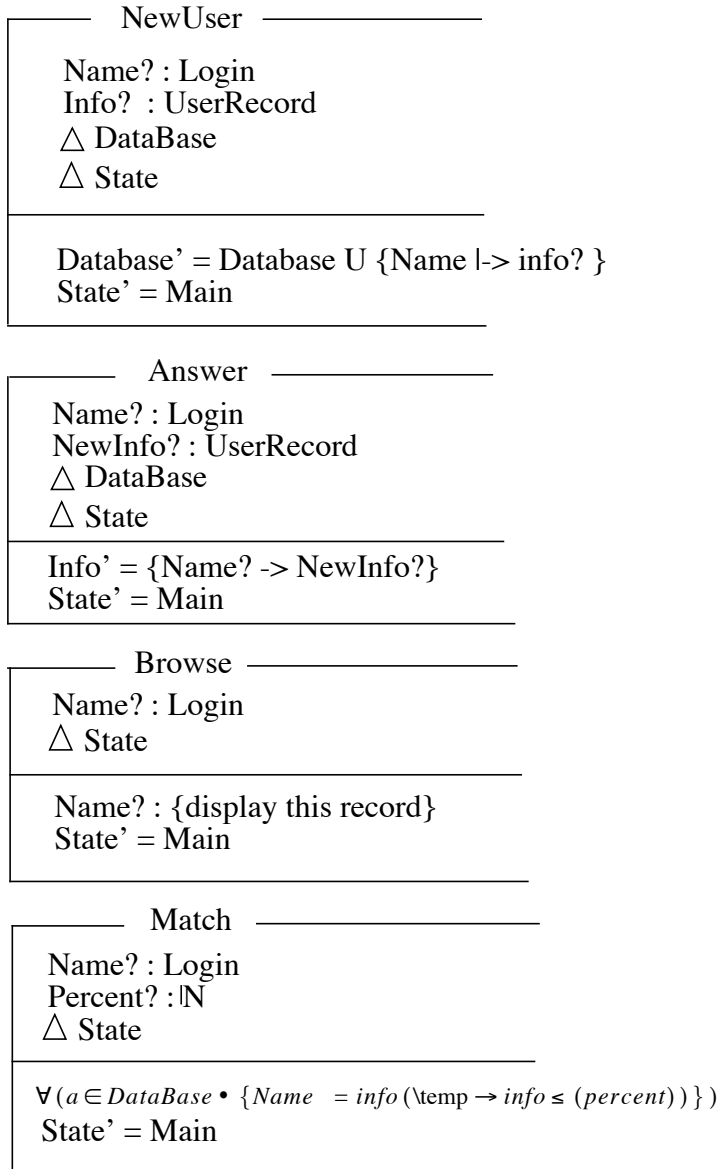 NewUser
Name? : Login
Info? : UserRecord
△ DataBase
△ State
Database’ = Database U {Name |-> info? }
State’ = Main
Answer
Name? : Login
NewInfo? : UserRecord
△ DataBase
△ State
Info’ = {Name? -> NewInfo?}
State’ = Main
Browse
Name? : Login
△ State
Name? : {display this record}
State’ = Main
Match
Name? : Login
Percent? : |N
△ State
∀ (a ∈ DataBase • {Name = info (\temp → info ≤ (percent) ) } )
State’ = Main